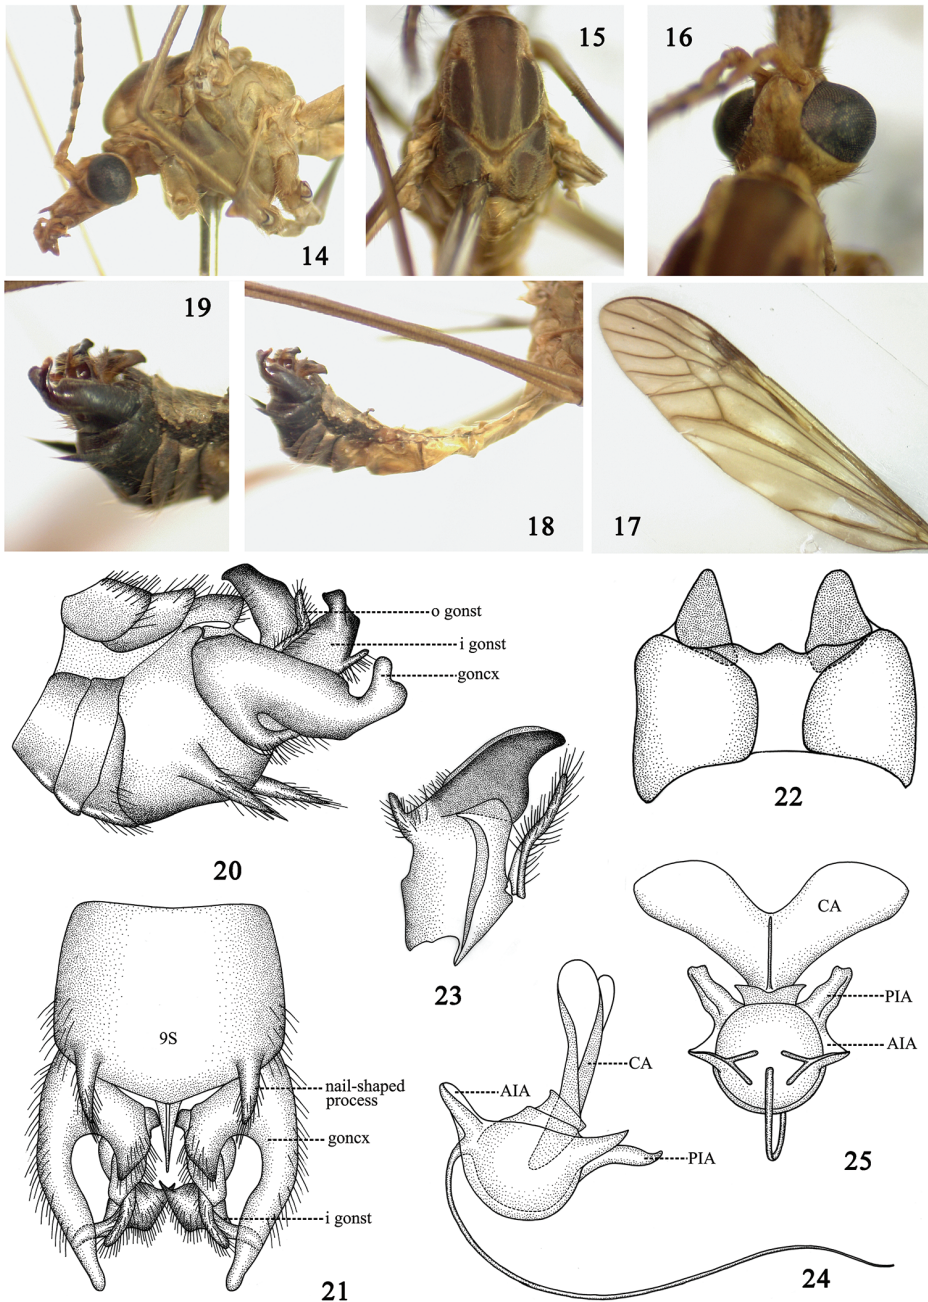 14
15
16
19
18
17
o gonst
i gonst
goncx
20
22
23
9S
nail-shaped
process
goncx
i gonst
21
AIA
CA
PIA
24
CA
PIA
AIA
25